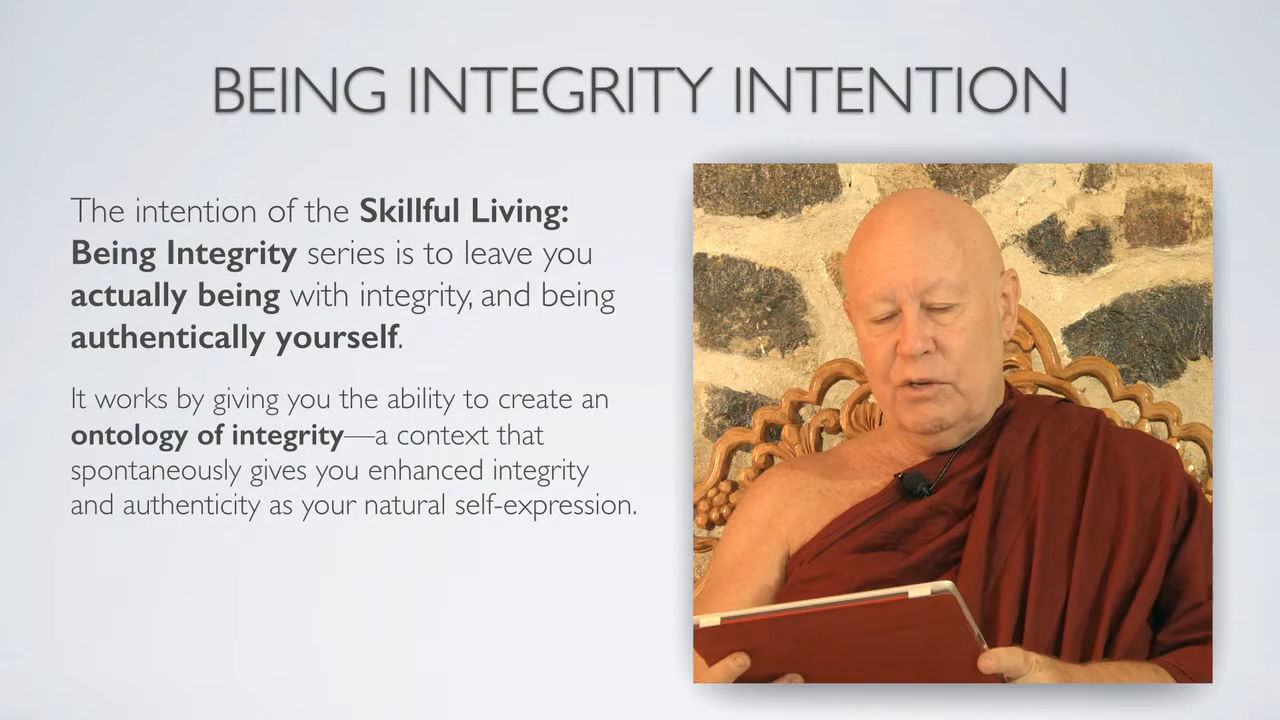 BEING INTEGRITY INTENTION
The intention of the Skillful Living:
Being Integrity series is to leave you
actually being with integrity, and being
authentically yourself.
It works by giving you the ability to create an
ontology of integrity—a context that
spontaneously gives you enhanced integrity
and authenticity as your natural self-expression.